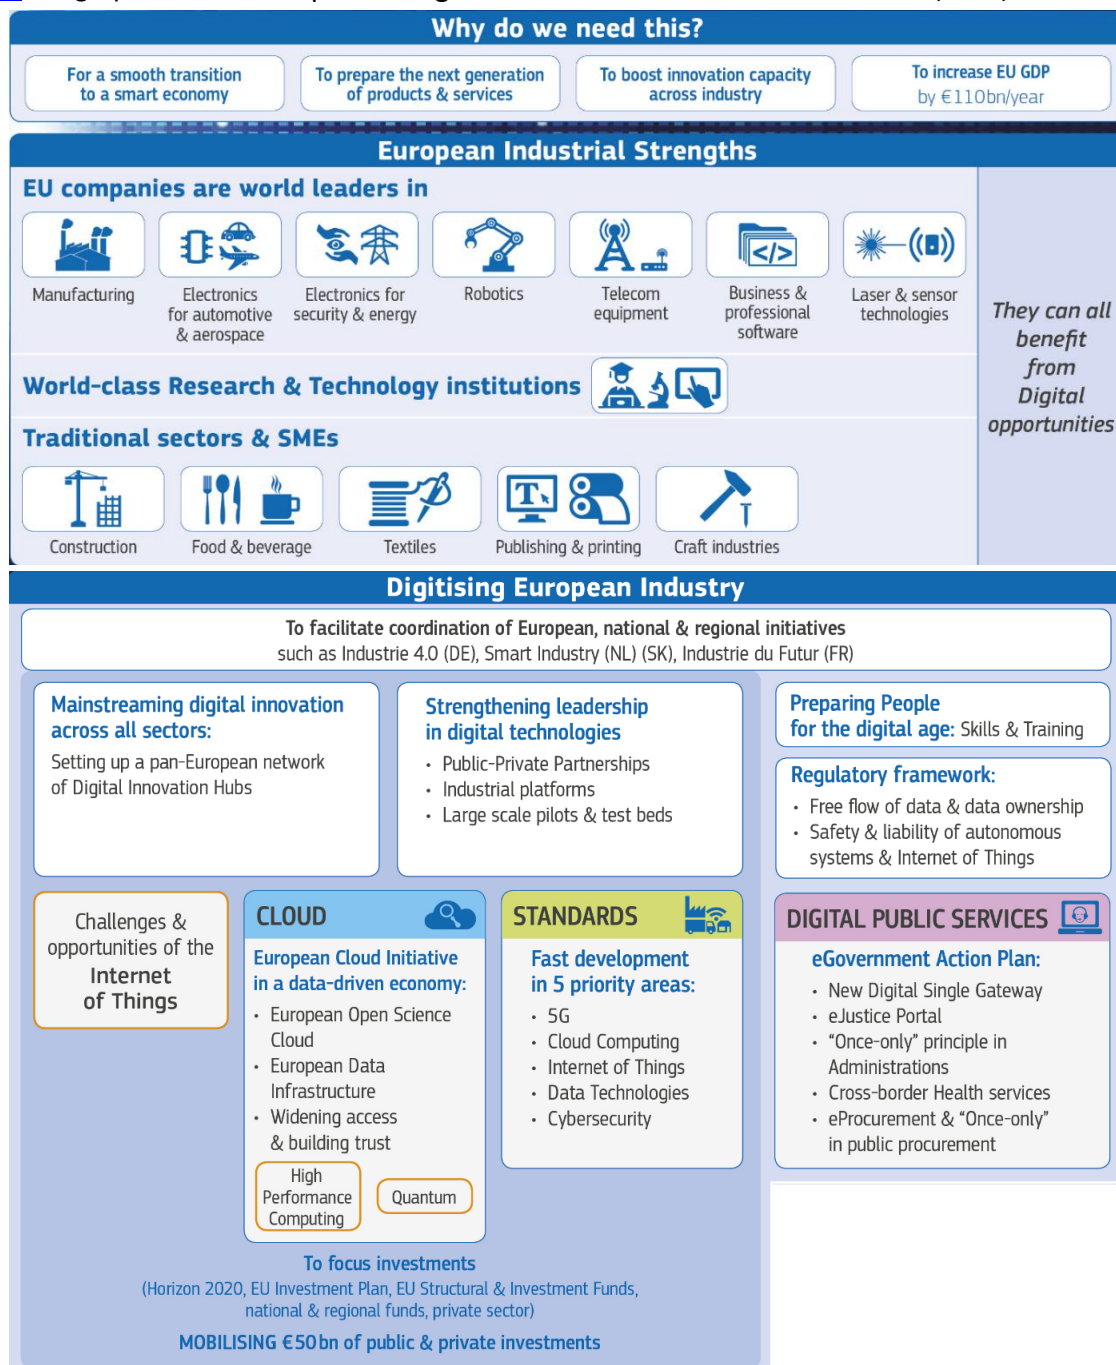 Why do we need this?
For a smooth transition
to a smart economy
To prepare the next generation
of products & services
To boost innovation capacity
across industry
To increase EU GDP
by €110bn/year
European Industrial Strengths
EU companies are world leaders in
Manufacturing
Electronics
for automotive
& aerospace
Electronics for
security & energy
Robotics
Telecom
equipment
</>
Business &
professional
software
Laser & sensor
technologies
They can all
benefit
from
Digital
opportunities
World-class Research & Technology institutions
Traditional sectors & SMEs
Construction
Food & beverage
Textiles
T
Publishing & printing
Craft industries
Digitising European Industry
To facilitate coordination of European, national & regional initiatives
such as Industrie 4.0 (DE), Smart Industry (NL) (SK), Industrie du Futur (FR)
Mainstreaming digital innovation
across all sectors:
Setting up a pan-European network
of Digital Innovation Hubs
Strengthening leadership
in digital technologies
• Public-Private Partnerships
• Industrial platforms
• Large scale pilots & test beds
Preparing People
for the digital age: Skills & Training
Regulatory framework:
• Free flow of data & data ownership
• Safety & liability of autonomous
systems & Internet of Things
Challenges &
opportunities of the
Internet
of Things
CLOUD
European Cloud Initiative
in a data-driven economy:
• European Open Science
Cloud
• European Data
Infrastructure
• Widening access
& building trust
High
Performance
Computing
Quantum
STANDARDS
Fast development
in 5 priority areas:
• 5G
• Cloud Computing
• Internet of Things
• Data Technologies
• Cybersecurity
DIGITAL PUBLIC SERVICES
eGovernment Action Plan:
• New Digital Single Gateway
• eJustice Portal
• “Once-only” principle in
Administrations
• Cross-border Health services
• eProcurement & “Once-only”
in public procurement
To focus investments
(Horizon 2020, EU Investment Plan, EU Structural & Investment Funds,
national & regional funds, private sector)
MOBILISING €50bn of public & private investments